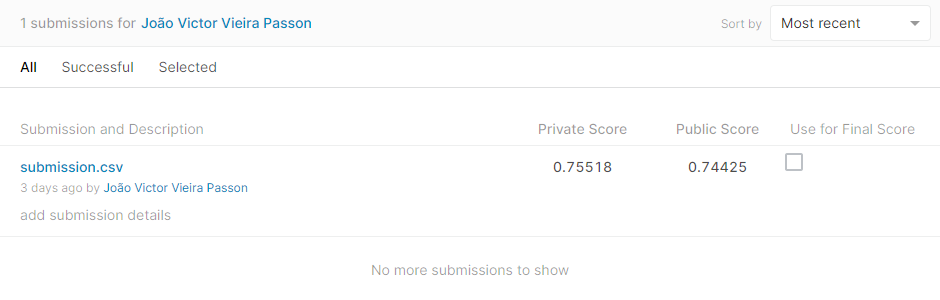 1 submissions for João Victor Vieira Passon Sort by Most recent
All Successful Selected
Submission and Description Private Score Public Score Use for Final Score
submission.csv 0.75518 0.74425
3 days ago by João Victor Vieira Passon
add submission details
No more submissions to show